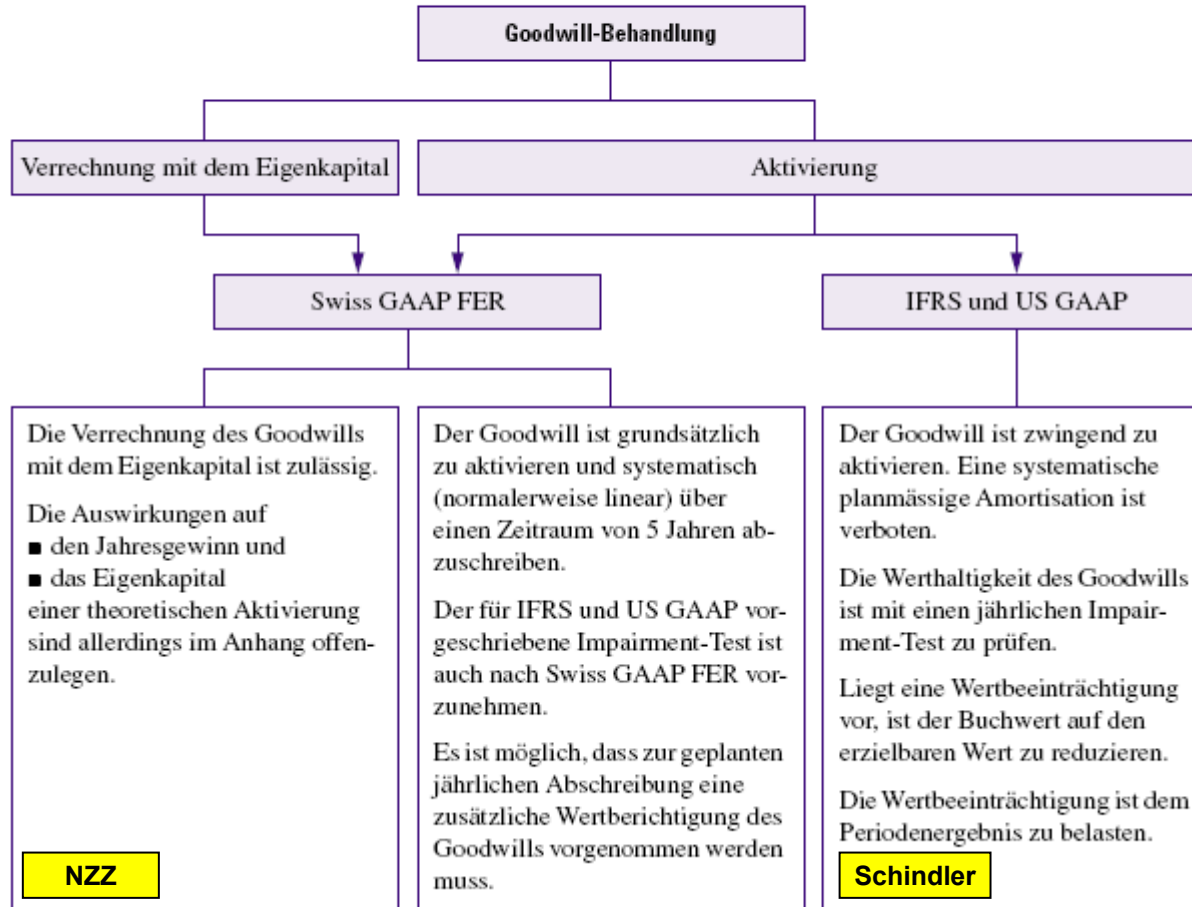 Goodwill-Behandlung
Verrechnung mit dem Eigenkapital
Aktivierung
Swiss GAAP FER
IFRS und US GAAP
Die Verrechnung des Goodwills
mit dem Eigenkapital ist zulässig.
Die Auswirkungen auf
■ den Jahresgewinn und
■ das Eigenkapital
einer theoretischen Aktivierung
sind allerdings im Anhang offen-
zulegen.
NZZ
Der Goodwill ist grundsätzlich
zu aktivieren und systematisch
(normalerweise linear) über
einen Zeitraum von 5 Jahren ab-
zuschreiben.
Der für IFRS und US GAAP vor-
geschriebene Impairment-Test ist
auch nach Swiss GAAP FER vor-
zunehmen.
Es ist möglich, dass zur geplanten
jährlichen Abschreibung eine
zusätzliche Wertberichtigung des
Goodwills vorgenommen werden
muss.
Der Goodwill ist zwingend zu
aktivieren. Eine systematische
planmässige Amortisation ist
verboten.
Die Werthaltigkeit des Goodwills
ist mit einen jährlichen Impair-
ment-Test zu prüfen.
Liegt eine Wertbeeinträchtigung
vor, ist der Buchwert auf den
erzielbaren Wert zu reduzieren.
Die Wertbeeinträchtigung ist dem
Periodenergebnis zu belasten.
Schindler